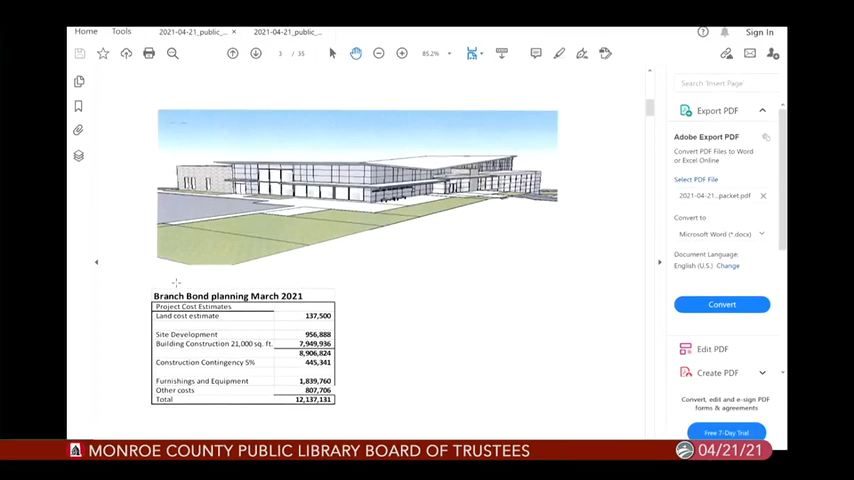 Home Tools 2021-04-21_public_... × 2021-04-21_public_... Sign In
3 / 35 85.2%
Search 'Insert Page'
Export PDF
Adobe Export PDF
Convert PDF Files to Word
or Excel Online
Select PDF File
2021-04-21...packet.pdf ×
Convert to
Microsoft Word (*.docx)
Document Language:
English (U.S.) Change
Convert
Edit PDF
Create PDF
Convert, edit and e-sign PDF
forms & agreements
Free 7-Day Trial
Branch Bond planning March 2021
Project Cost Estimates
Land cost estimate 137,500
Site Development 956,888
Building Construction 21,000 sq. ft. 7,949,936
8,906,824
Construction Contingency 5% 445,341
Furnishings and Equipment 1,839,760
Other costs 807,706
Total 12,137,131
MONROE COUNTY PUBLIC LIBRARY BOARD OF TRUSTEES 04/21/21